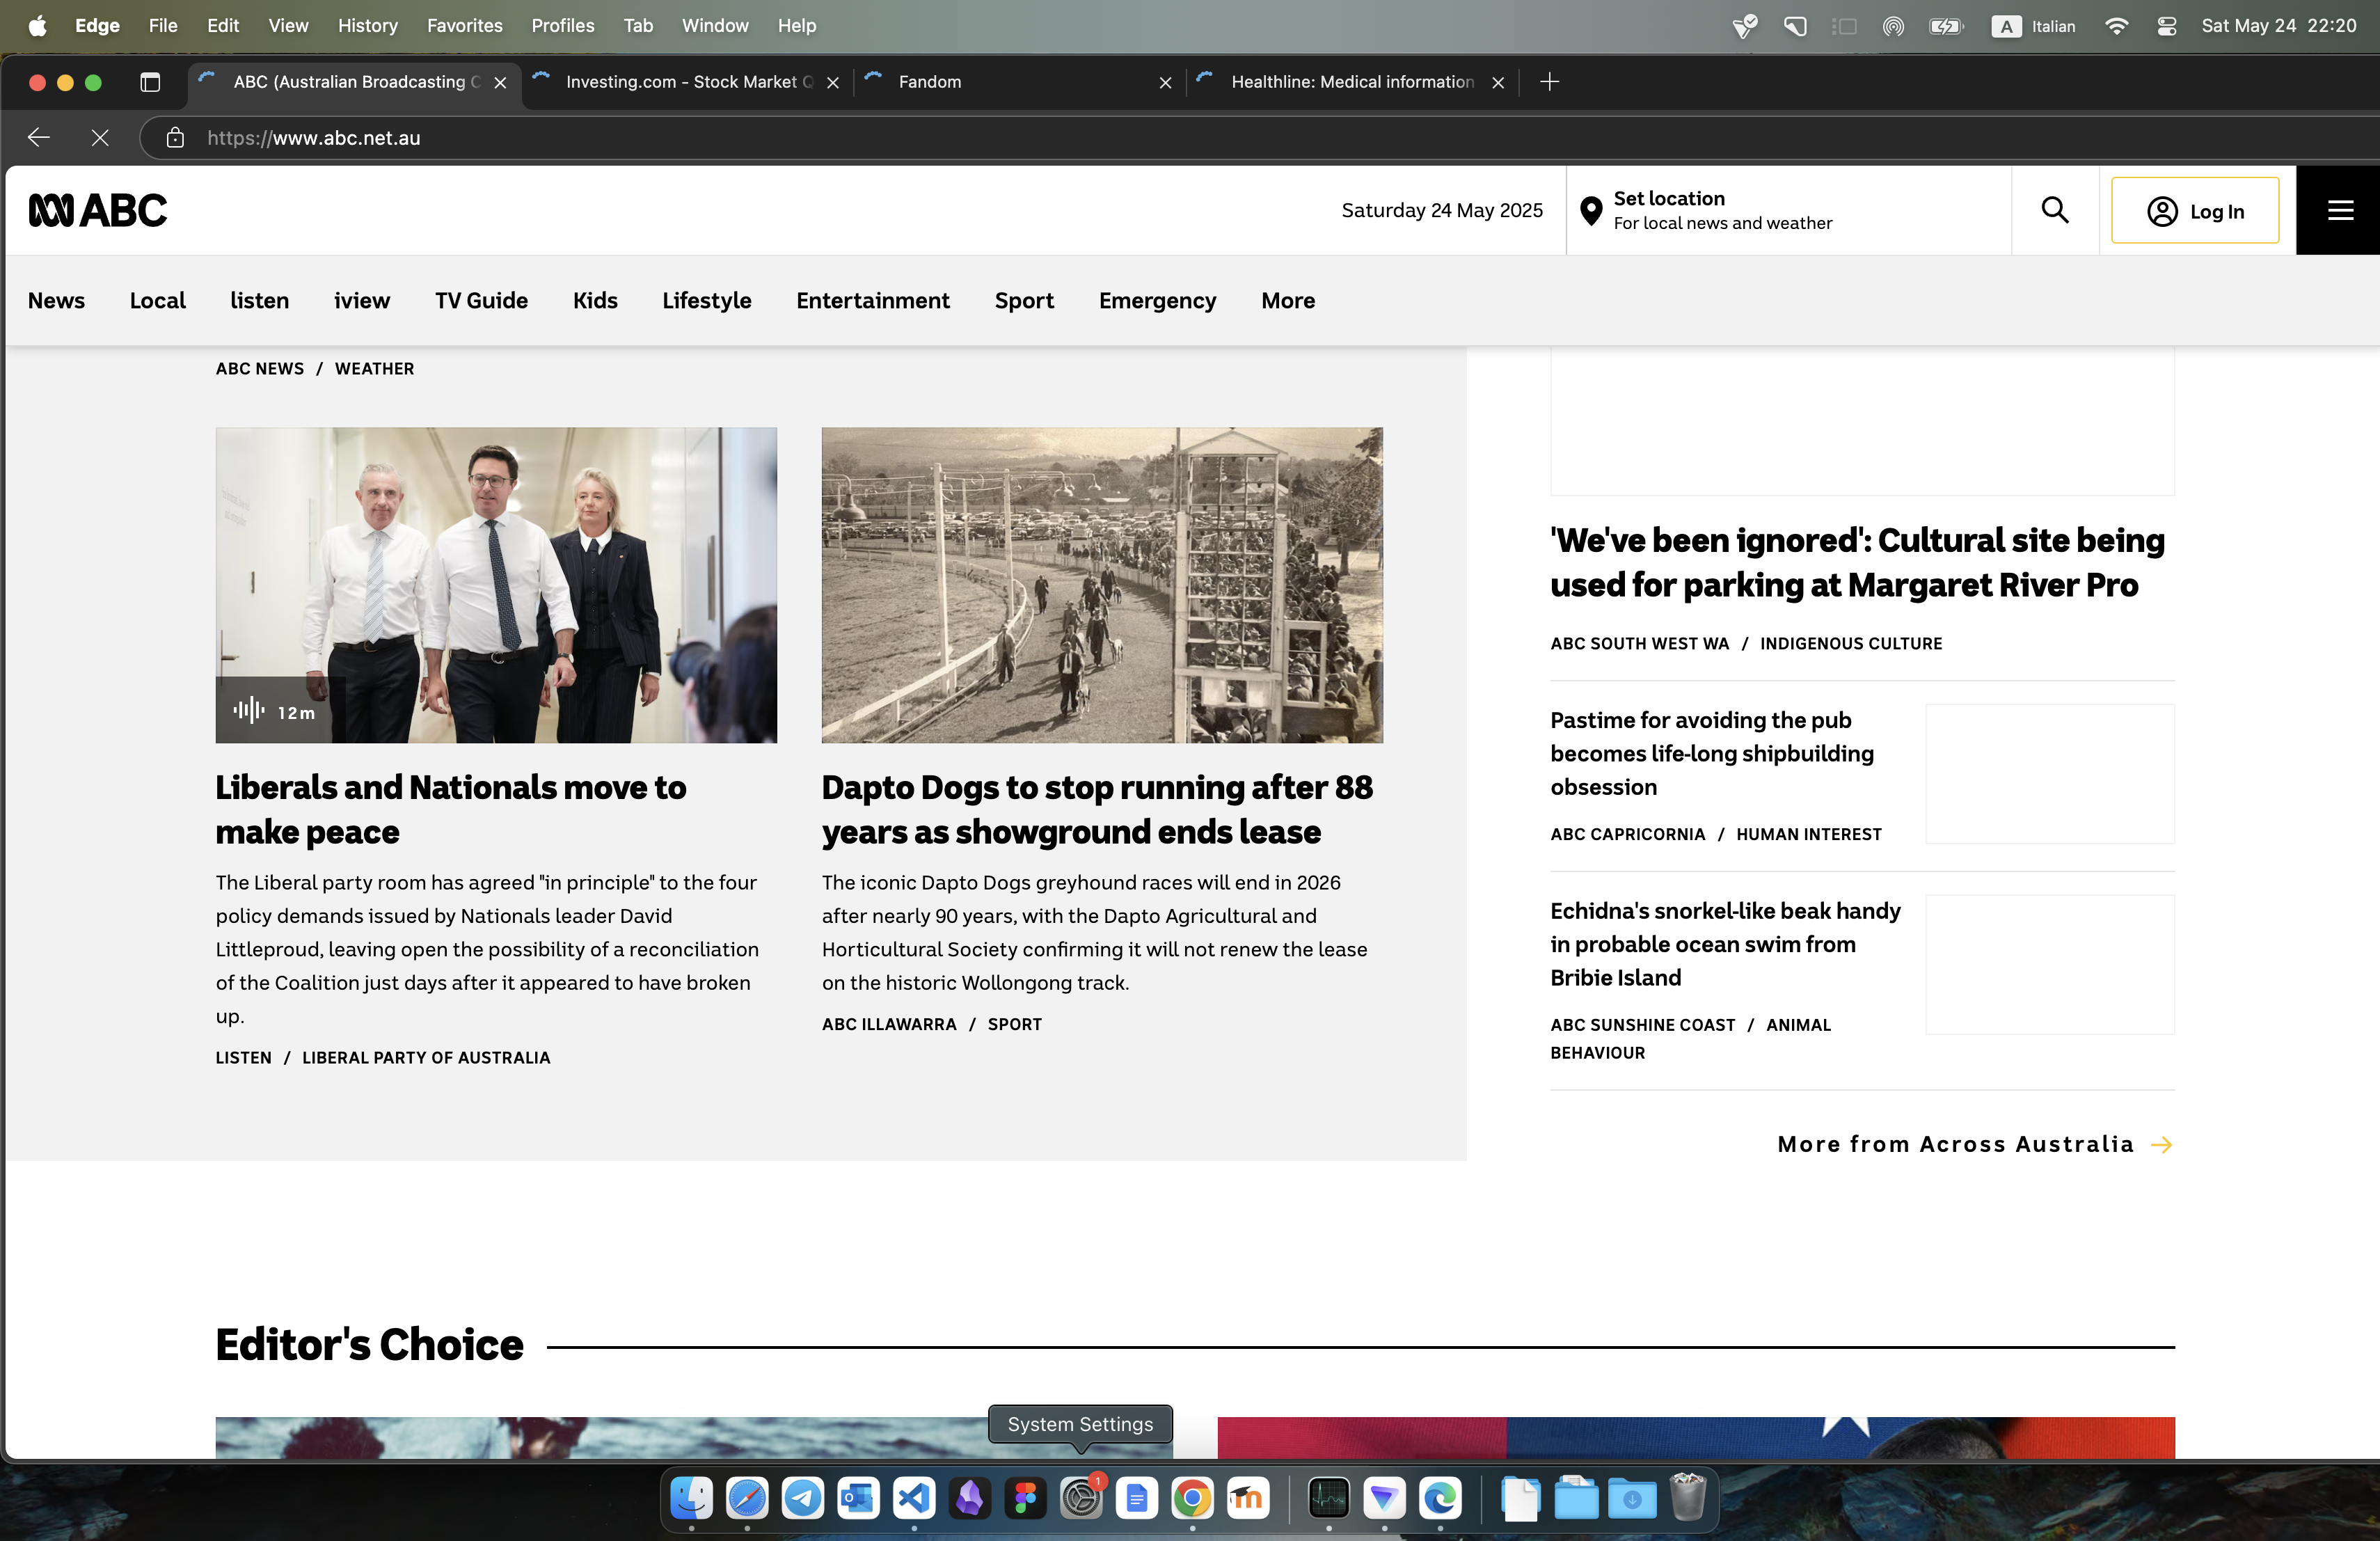 Edge File Edit View History Favorites Profiles Tab Window Help
A Italian Sat May 24 22:20
ABC (Australian Broadcasting C
Investing.com - Stock Market Q
Fandom
Healthline: Medical information
https://www.abc.net.au
ABC
Saturday 24 May 2025
Set location
For local news and weather
Log In
News Local listen iview TV Guide Kids Lifestyle Entertainment Sport Emergency More
ABC NEWS / WEATHER
12m
Liberals and Nationals move to
make peace
The Liberal party room has agreed "in principle" to the four
policy demands issued by Nationals leader David
Littleproud, leaving open the possibility of a reconciliation
of the Coalition just days after it appeared to have broken
up.
LISTEN / LIBERAL PARTY OF AUSTRALIA
Dapto Dogs to stop running after 88
years as showground ends lease
The iconic Dapto Dogs greyhound races will end in 2026
after nearly 90 years, with the Dapto Agricultural and
Horticultural Society confirming it will not renew the lease
on the historic Wollongong track.
ABC ILLAWARRA / SPORT
'We've been ignored': Cultural site being
used for parking at Margaret River Pro
ABC SOUTH WEST WA / INDIGENOUS CULTURE
Pastime for avoiding the pub
becomes life-long shipbuilding
obsession
ABC CAPRICORNIA / HUMAN INTEREST
Echidna's snorkel-like beak handy
in probable ocean swim from
Bribie Island
ABC SUNSHINE COAST / ANIMAL
BEHAVIOUR
More from Across Australia
Editor's Choice
System Settings
1